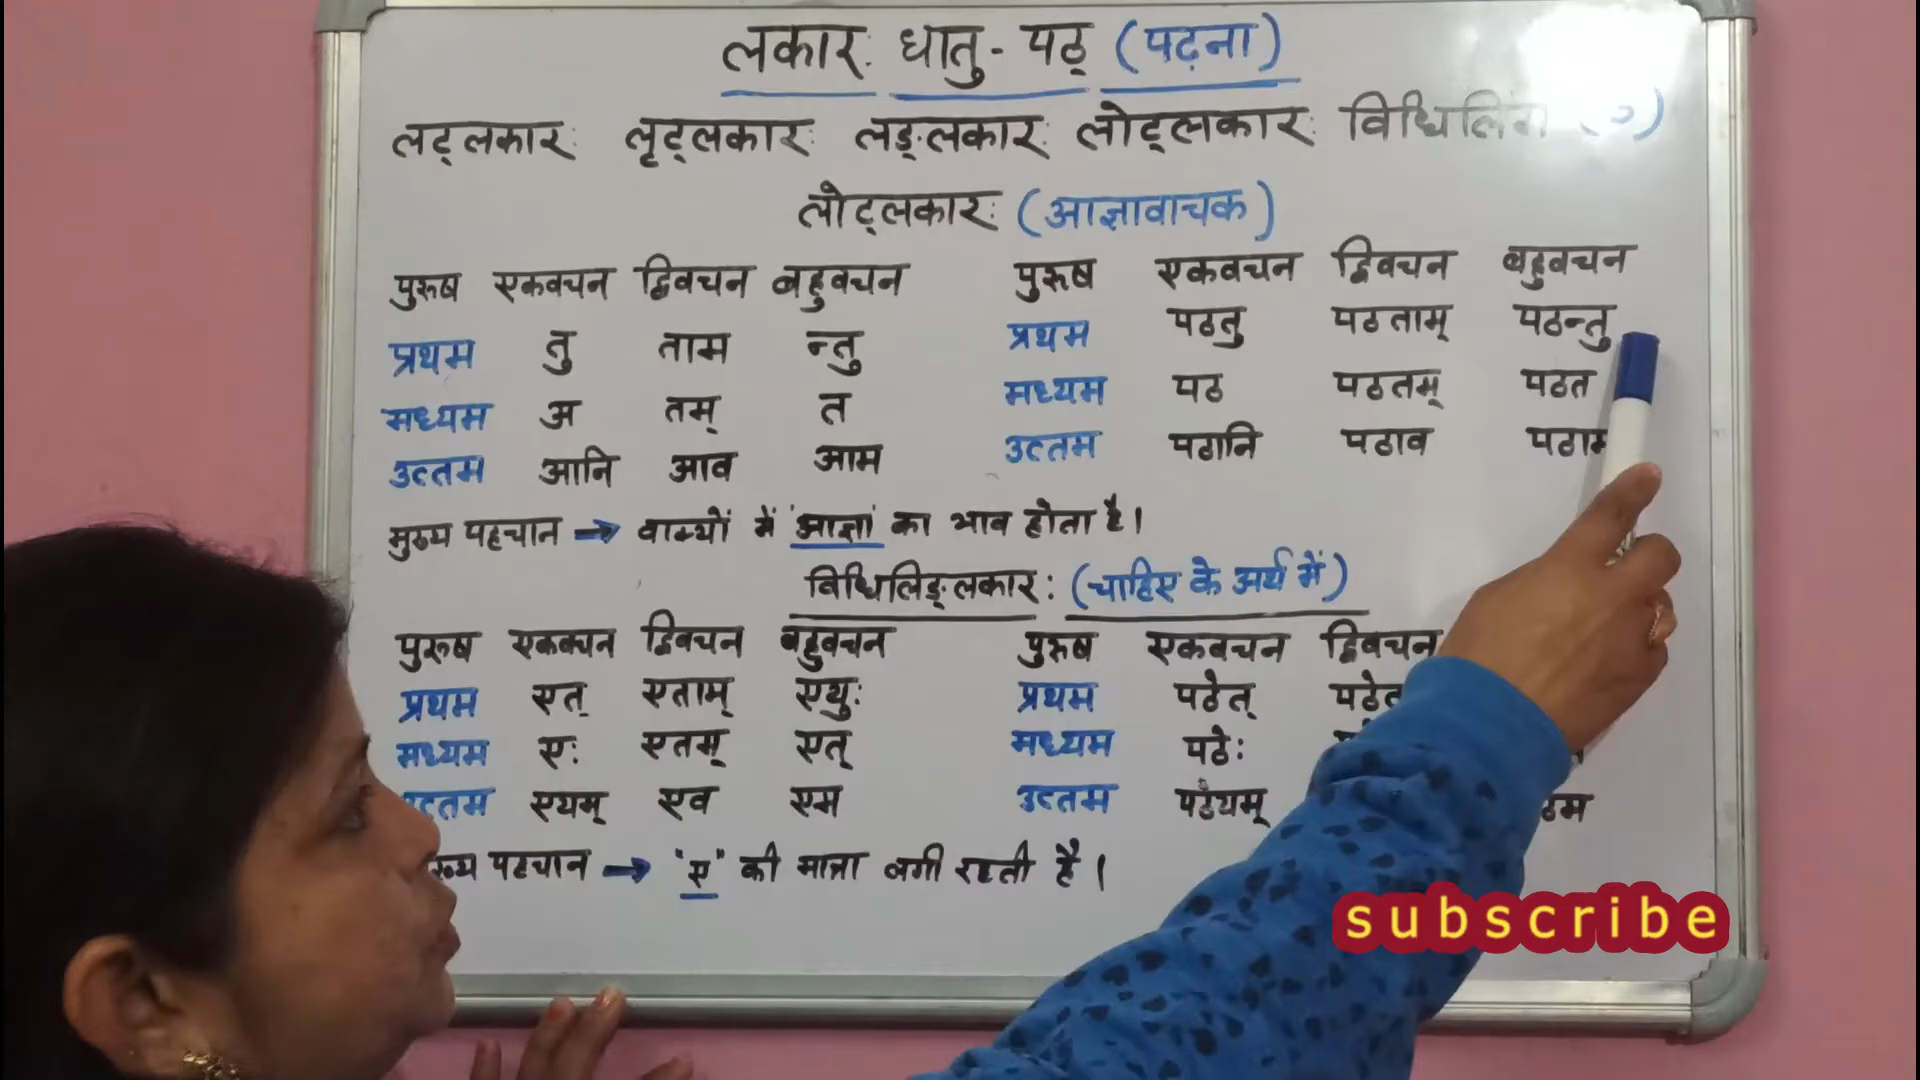 लकारः धातु - पठ् (पढ़ना)
लट्लकारः लृट्लकारः लङ्लकारः लोट्लकारः विधिलिंग
लोट्लकारः (आज्ञावाचक)
पुरूष एकवचन द्विवचन बहुवचन पुरूष एकवचन द्विवचन बहुवचन
प्रथम तु ताम न्तु प्रथम पठतु पठताम् पठन्तु
मध्यम अ तम् त मध्यम पठ पठतम् पठत
उत्तम आनि आव आम उत्तम पठानि पठाव पठाम
मुख्य पहचान → वाक्यों में 'आज्ञा' का भाव होता है।
विधिलिङ्लकारः (चाहिए के अर्थ में)
पुरूष एकवचन द्विवचन बहुवचन पुरूष एकवचन द्विवचन
प्रथम एत् एताम् एयुः प्रथम पठेत्
मध्यम एः एतम् एत् मध्यम पठेः
उत्तम एयम् एव एम उत्तम पठेयम्
पहचान → "ए" की मात्रा लगी रहती है।
subscribe